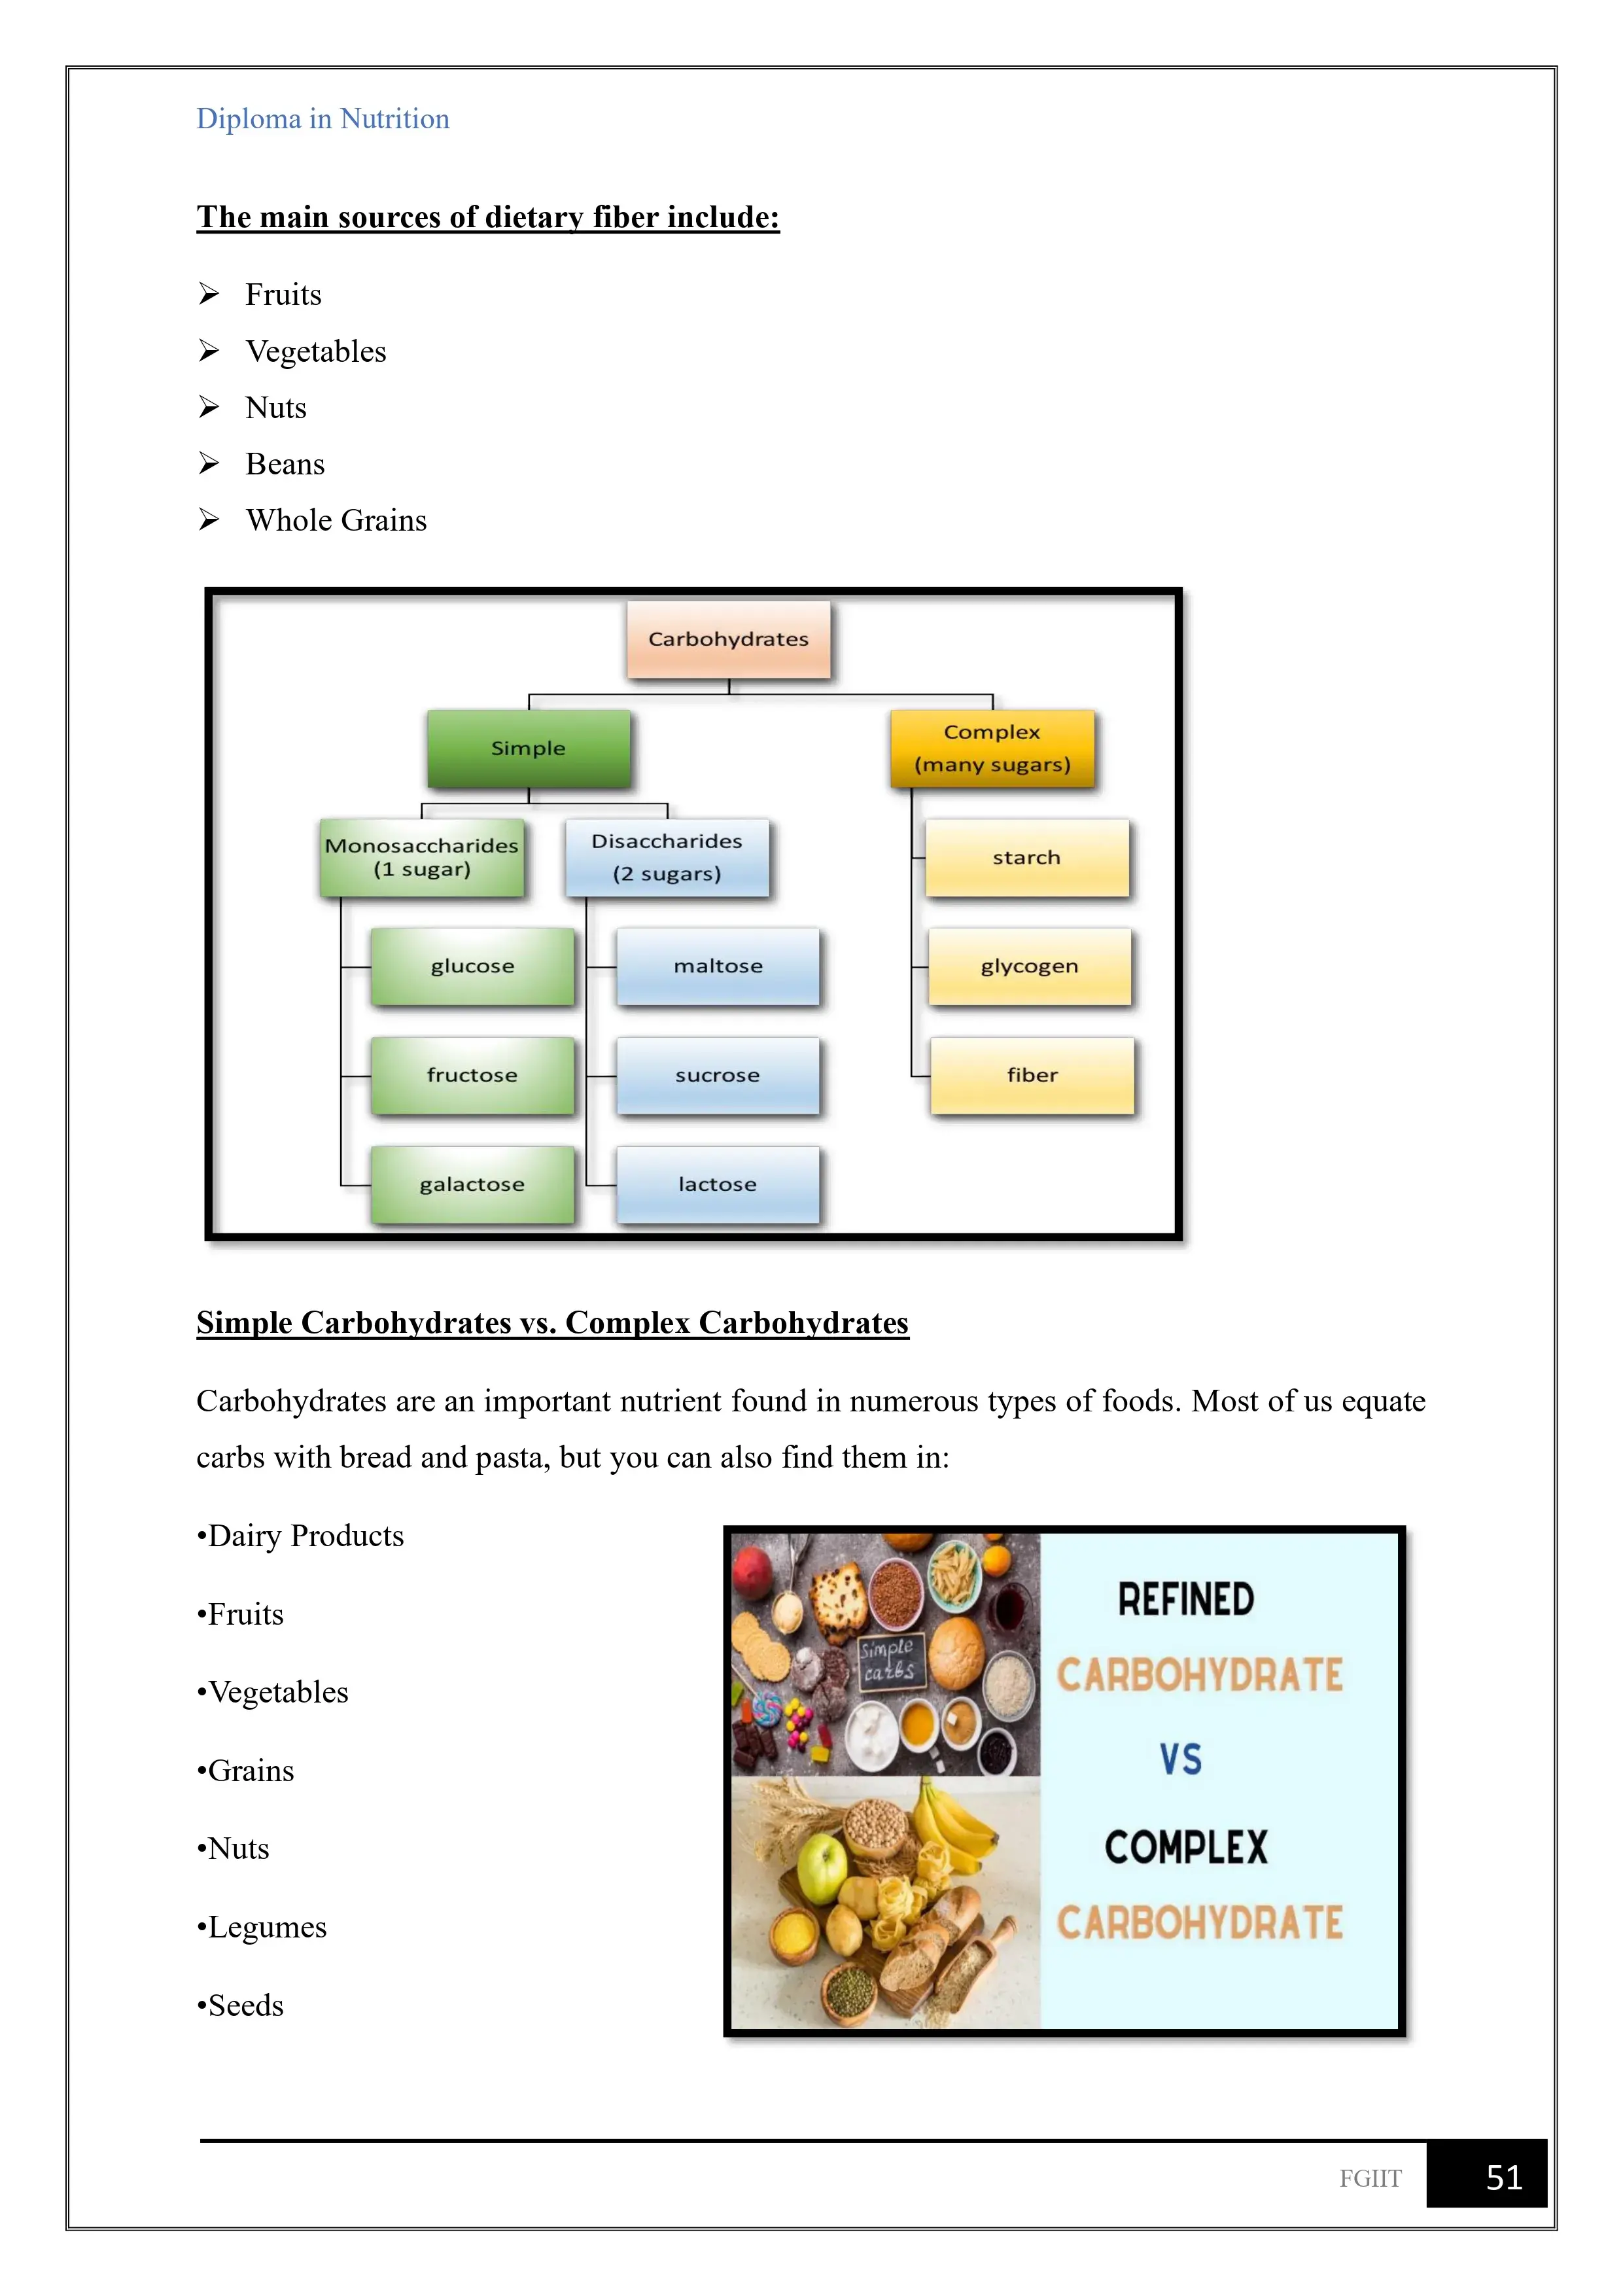 Diploma in Nutrition
The main sources of dietary fiber include:
➢ Fruits
➢ Vegetables
➢ Nuts
➢ Beans
➢ Whole Grains
Carbohydrates
Simple
Complex
(many sugars)
Monosaccharides
(1 sugar)
Disaccharides
(2 sugars)
starch
glucose
maltose
glycogen
fructose
sucrose
fiber
galactose
lactose
Simple Carbohydrates vs. Complex Carbohydrates
Carbohydrates are an important nutrient found in numerous types of foods. Most of us equate
carbs with bread and pasta, but you can also find them in:
•Dairy Products
•Fruits
•Vegetables
•Grains
•Nuts
•Legumes
•Seeds
Simple
carbs
REFINED
CARBOHYDRATE
VS
COMPLEX
CARBOHYDRATE
FGIIT
51